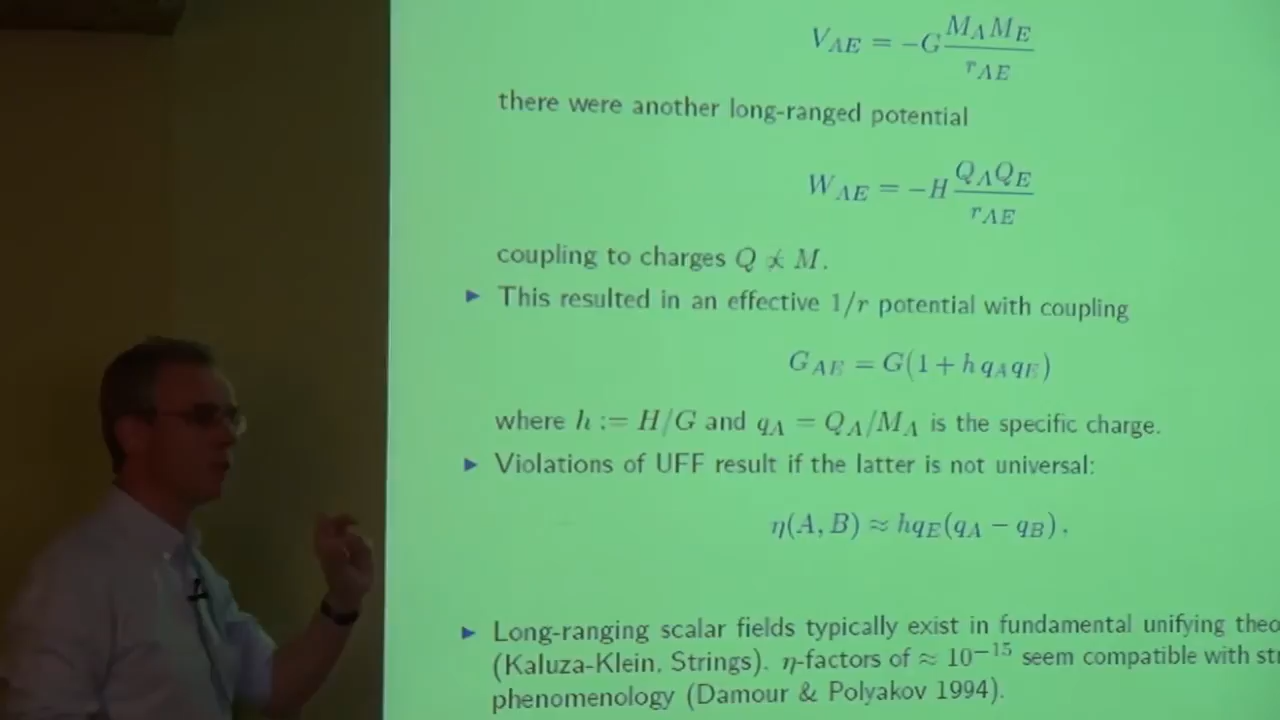 V_{AE} = -G \frac{M_A M_E}{r_{AE}}
there were another long-ranged potential
W_{AE} = -H \frac{Q_A Q_E}{r_{AE}}
coupling to charges Q \not\propto M.
▶ This resulted in an effective 1/r potential with coupling
G_{AE} = G(1 + h q_A q_E)
where h := H/G and q_A = Q_A/M_A is the specific charge.
▶ Violations of UFF result if the latter is not universal:
η(A, B) ≈ hq_E(q_A − q_B) .
▶ Long-ranging scalar fields typically exist in fundamental unifying theo
(Kaluza-Klein, Strings). η-factors of ≈ 10^{−15} seem compatible with str
phenomenology (Damour & Polyakov 1994).